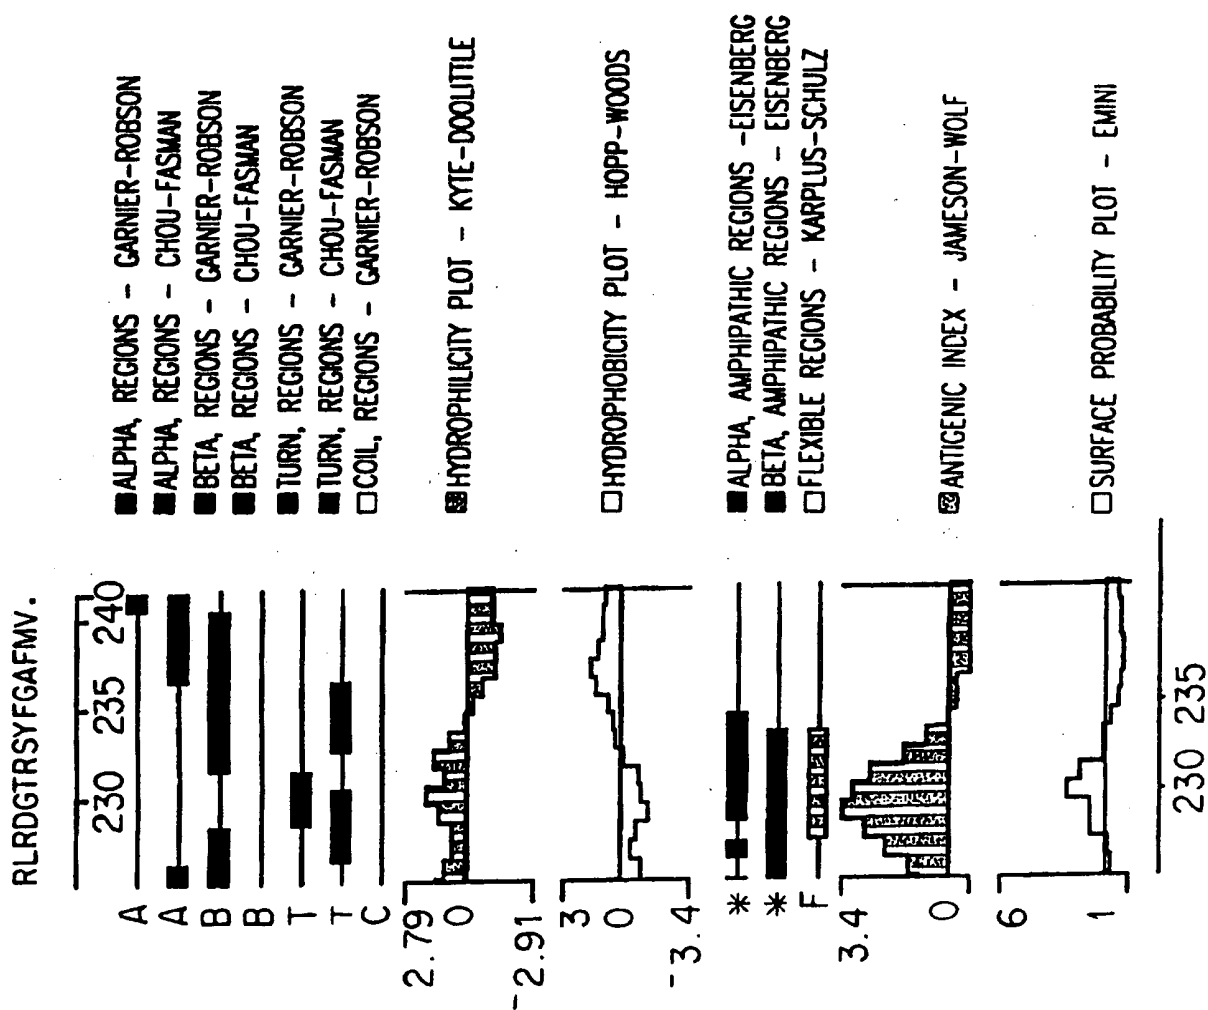 RLRDGTRSYFGAFMV.
230 235 240
A
A
B
B
T
T
C
■ALPHA, REGIONS - GARNIER-ROBSON
■ALPHA, REGIONS - CHOU-FASMAN
■BETA, REGIONS - GARNIER-ROBSON
■BETA, REGIONS - CHOU-FASMAN
■TURN, REGIONS - GARNIER-ROBSON
■TURN, REGIONS - CHOU-FASMAN
□COIL, REGIONS - GARNIER-ROBSON
-2.79
0
-2.91
HYDROPHILICITY PLOT - KYTE-DOOLITTLE
3
0
-3.4
□HYDROPHOBICITY PLOT - HOPP-WOODS
*
*
F
■ALPHA, AMPHIPATHIC REGIONS -EISENBERG
■BETA, AMPHIPATHIC REGIONS - EISENBERG
□FLEXIBLE REGIONS - KARPLUS-SCHULZ
3.4
0
ANTIGENIC INDEX - JAMESON-WOLF
6
1
□SURFACE PROBABILITY PLOT - EMINI
230 235